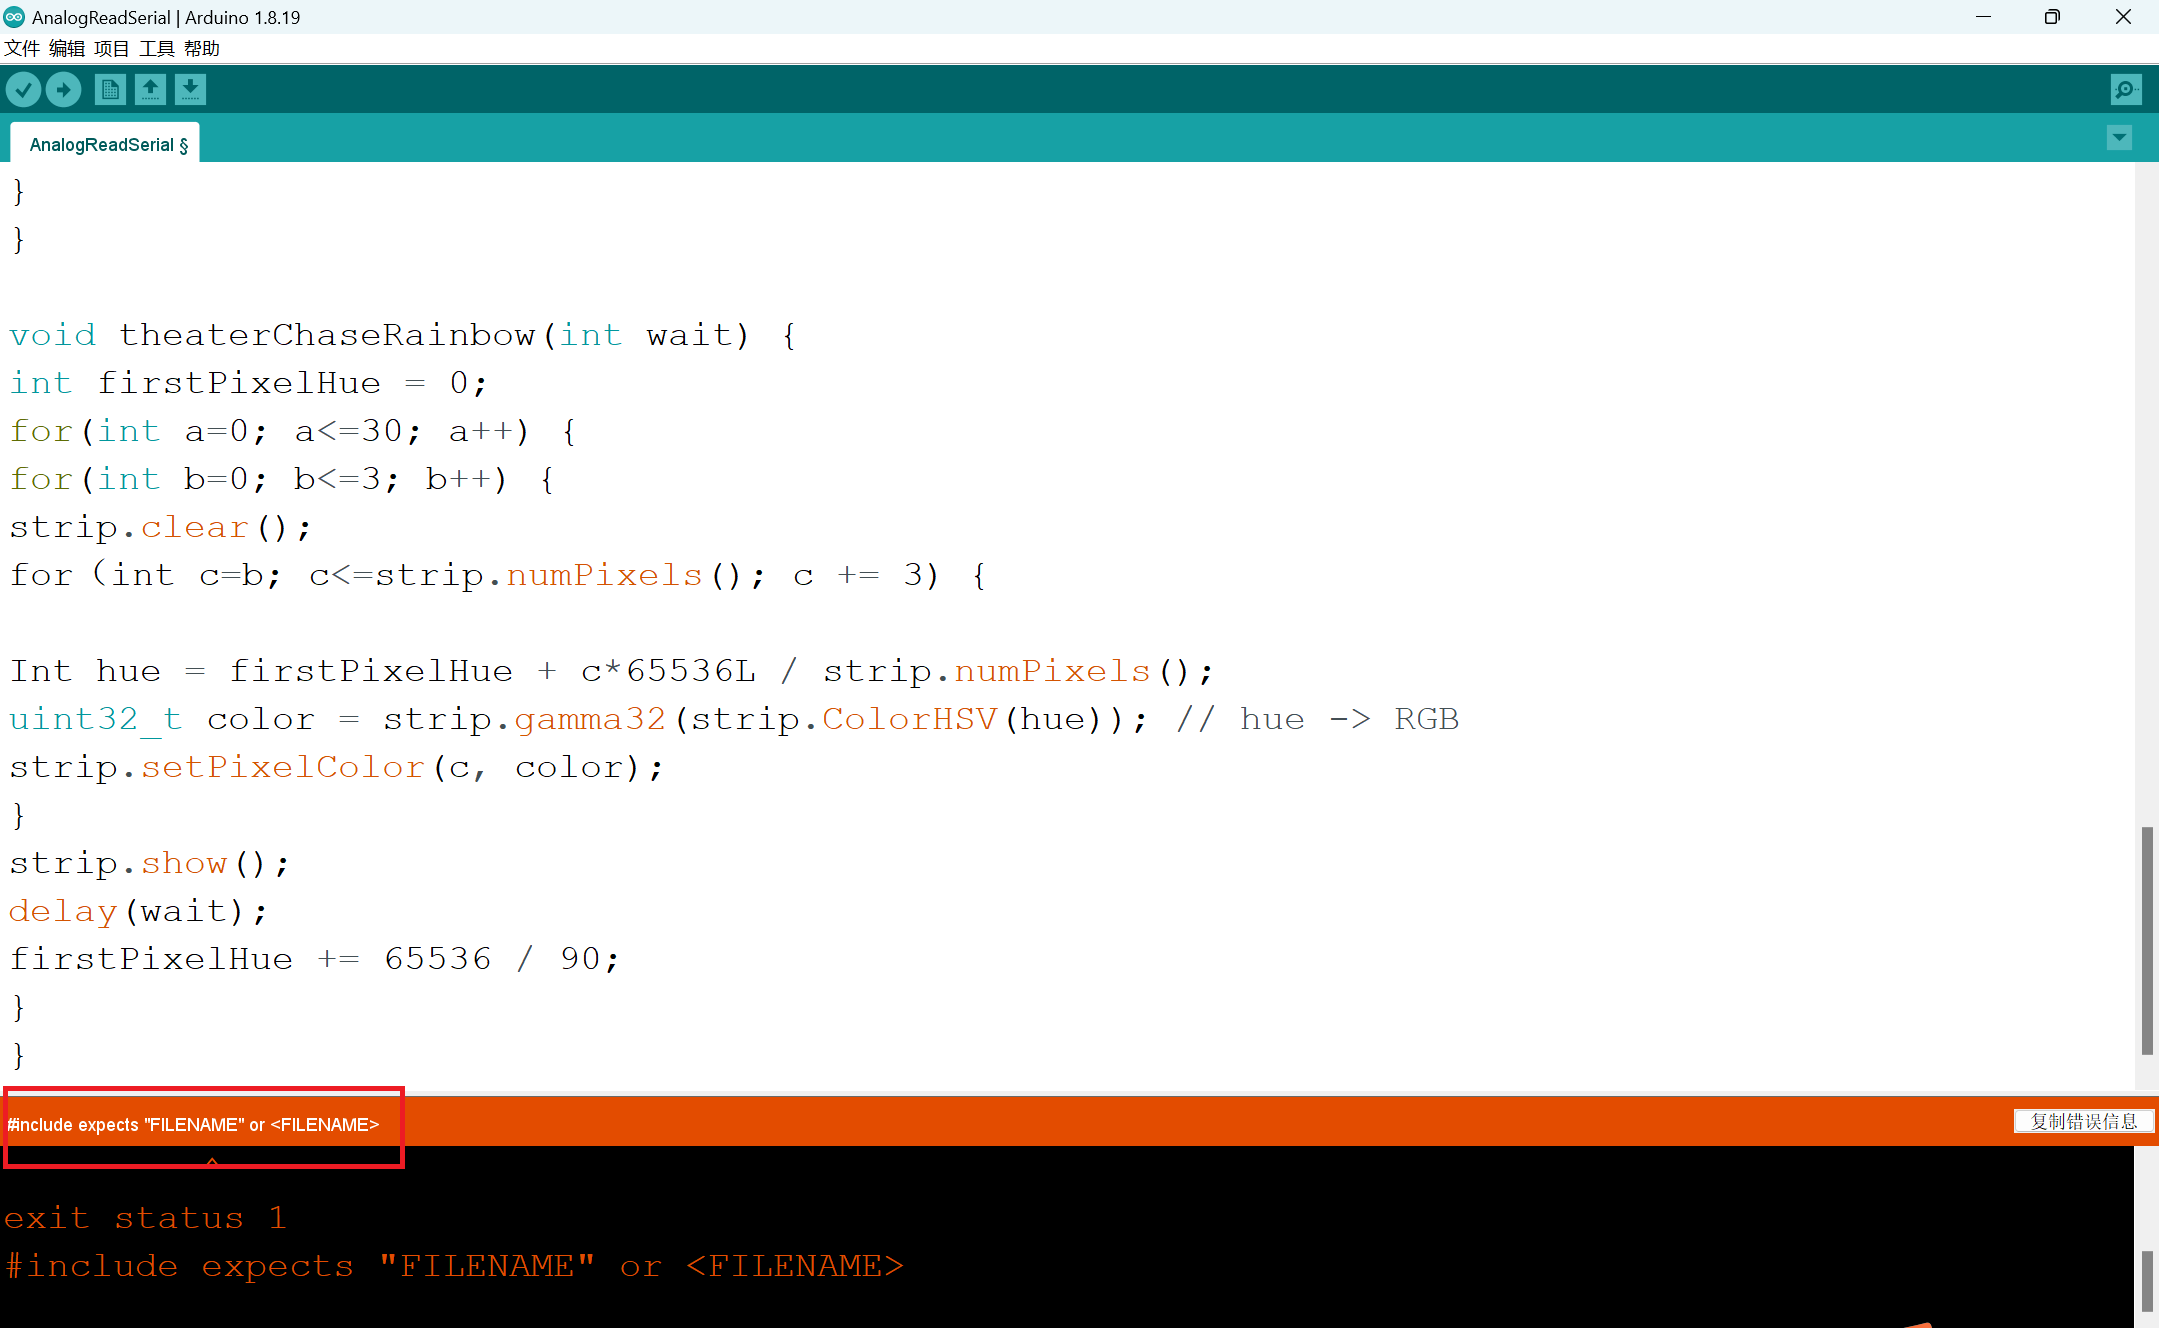 AnalogReadSerial | Arduino 1.8.19
文件 编辑 项目 工具 帮助
AnalogReadSerial §
}
}
void theaterChaseRainbow(int wait) {
int firstPixelHue = 0;
for(int a=0; a<=30; a++) {
for(int b=0; b<=3; b++) {
strip.clear();
for（int c=b; c<=strip.numPixels(); c += 3) {
Int hue = firstPixelHue + c*65536L / strip.numPixels();
uint32_t color = strip.gamma32(strip.ColorHSV(hue)); // hue -> RGB
strip.setPixelColor(c, color);
}
strip.show();
delay(wait);
firstPixelHue += 65536 / 90;
}
}
#include expects "FILENAME" or <FILENAME>
复制错误信息
^
exit status 1
#include expects "FILENAME" or <FILENAME>